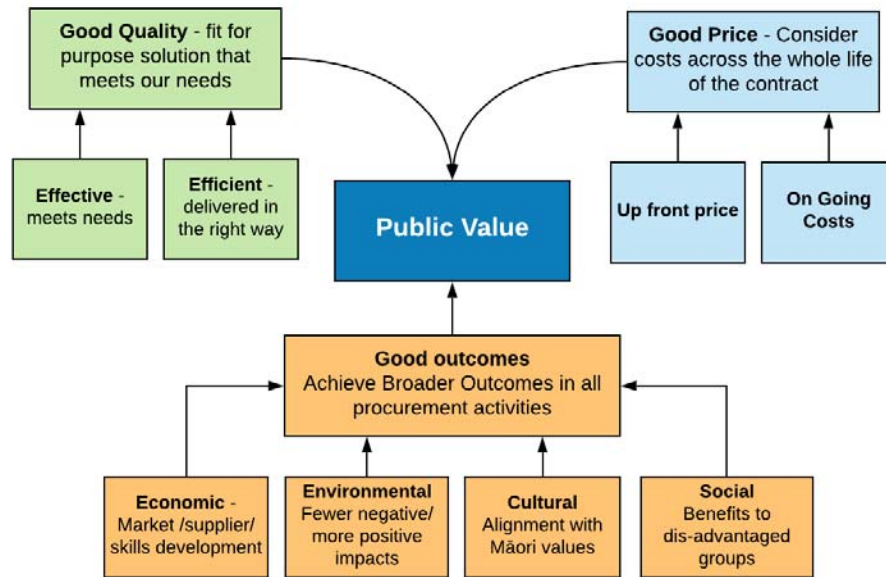 Good Quality - fit for
purpose solution that
meets our needs
Good Price - Consider
costs across the whole life
of the contract
Effective -
meets needs
Efficient -
delivered in
the right way
Public Value
Up front price
On Going
Costs
Good outcomes
Achieve Broader Outcomes in all
procurement activities
Economic -
Market /supplier/
skills development
Environmental
Fewer negative/
more positive
impacts
Cultural
Alignment with
Māori values
Social
Benefits to
dis-advantaged
groups